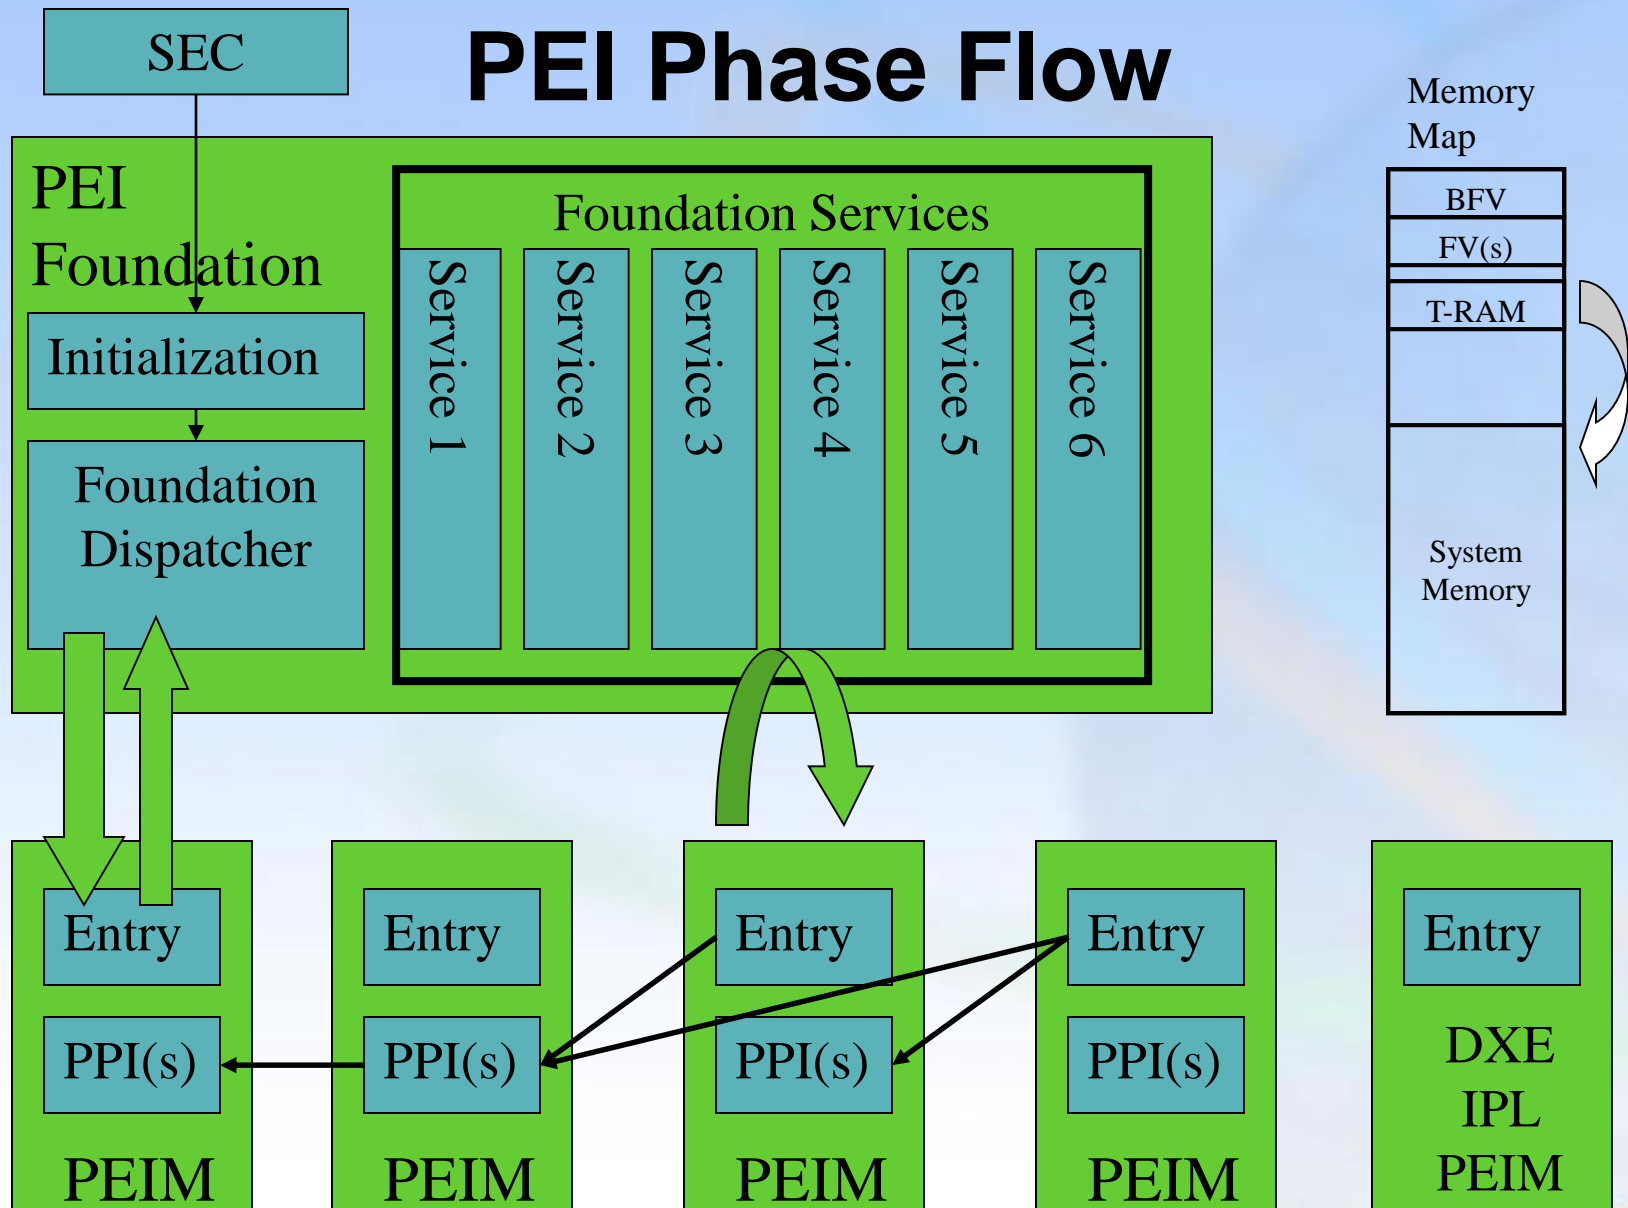 SEC
PEI Phase Flow
Memory
Map
PEI
Foundation
Foundation Services
BFV
FV(s)
T-RAM
System
Memory
Initialization
Foundation
Dispatcher
Service 1
Service 2
Service 3
Service 4
Service 5
Service 6
Entry
PPI(s)
PEIM
Entry
PPI(s)
PEIM
Entry
PPI(s)
PEIM
Entry
PPI(s)
PEIM
Entry
DXE
IPL
PEIM